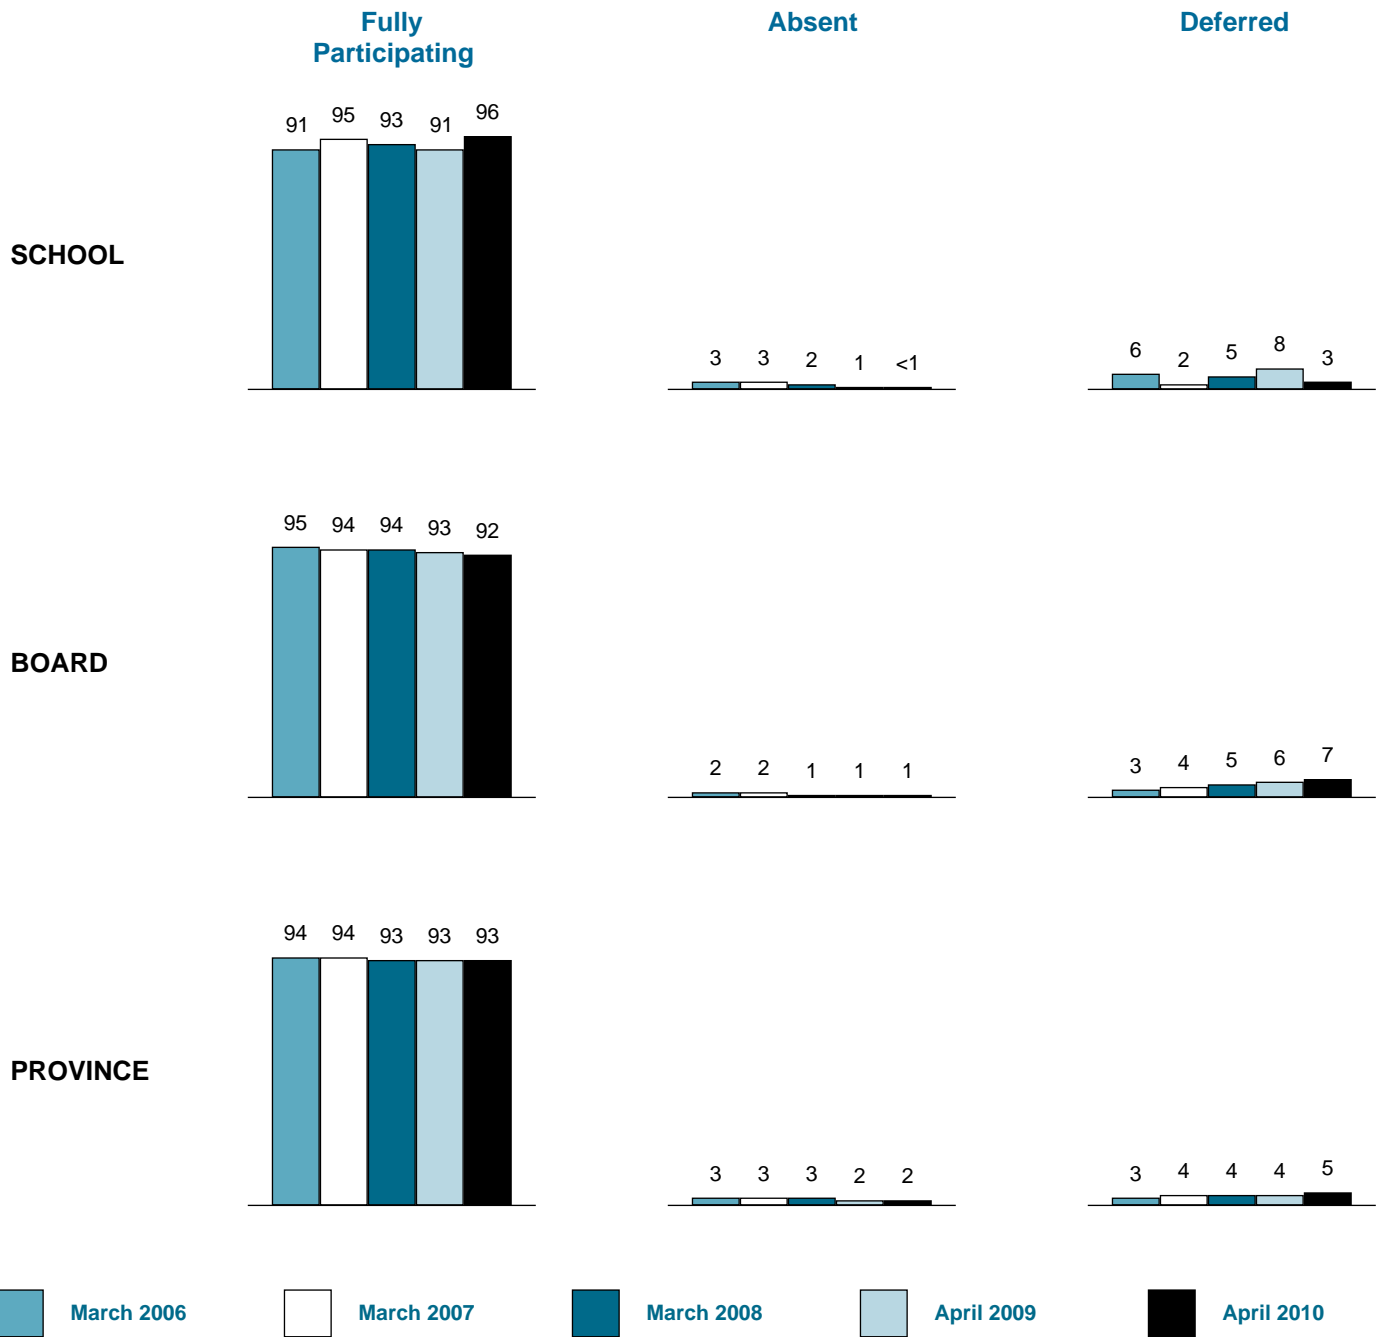 Fully
Participating
Absent
Deferred
SCHOOL
91 95 93 91 96
3 3 2 1 <1
6 2 5 8 3
BOARD
95 94 94 93 92
2 2 1 1 1
3 4 5 6 7
PROVINCE
94 94 93 93 93
3 3 3 2 2
3 4 4 4 5
March 2006 March 2007 March 2008 April 2009 April 2010